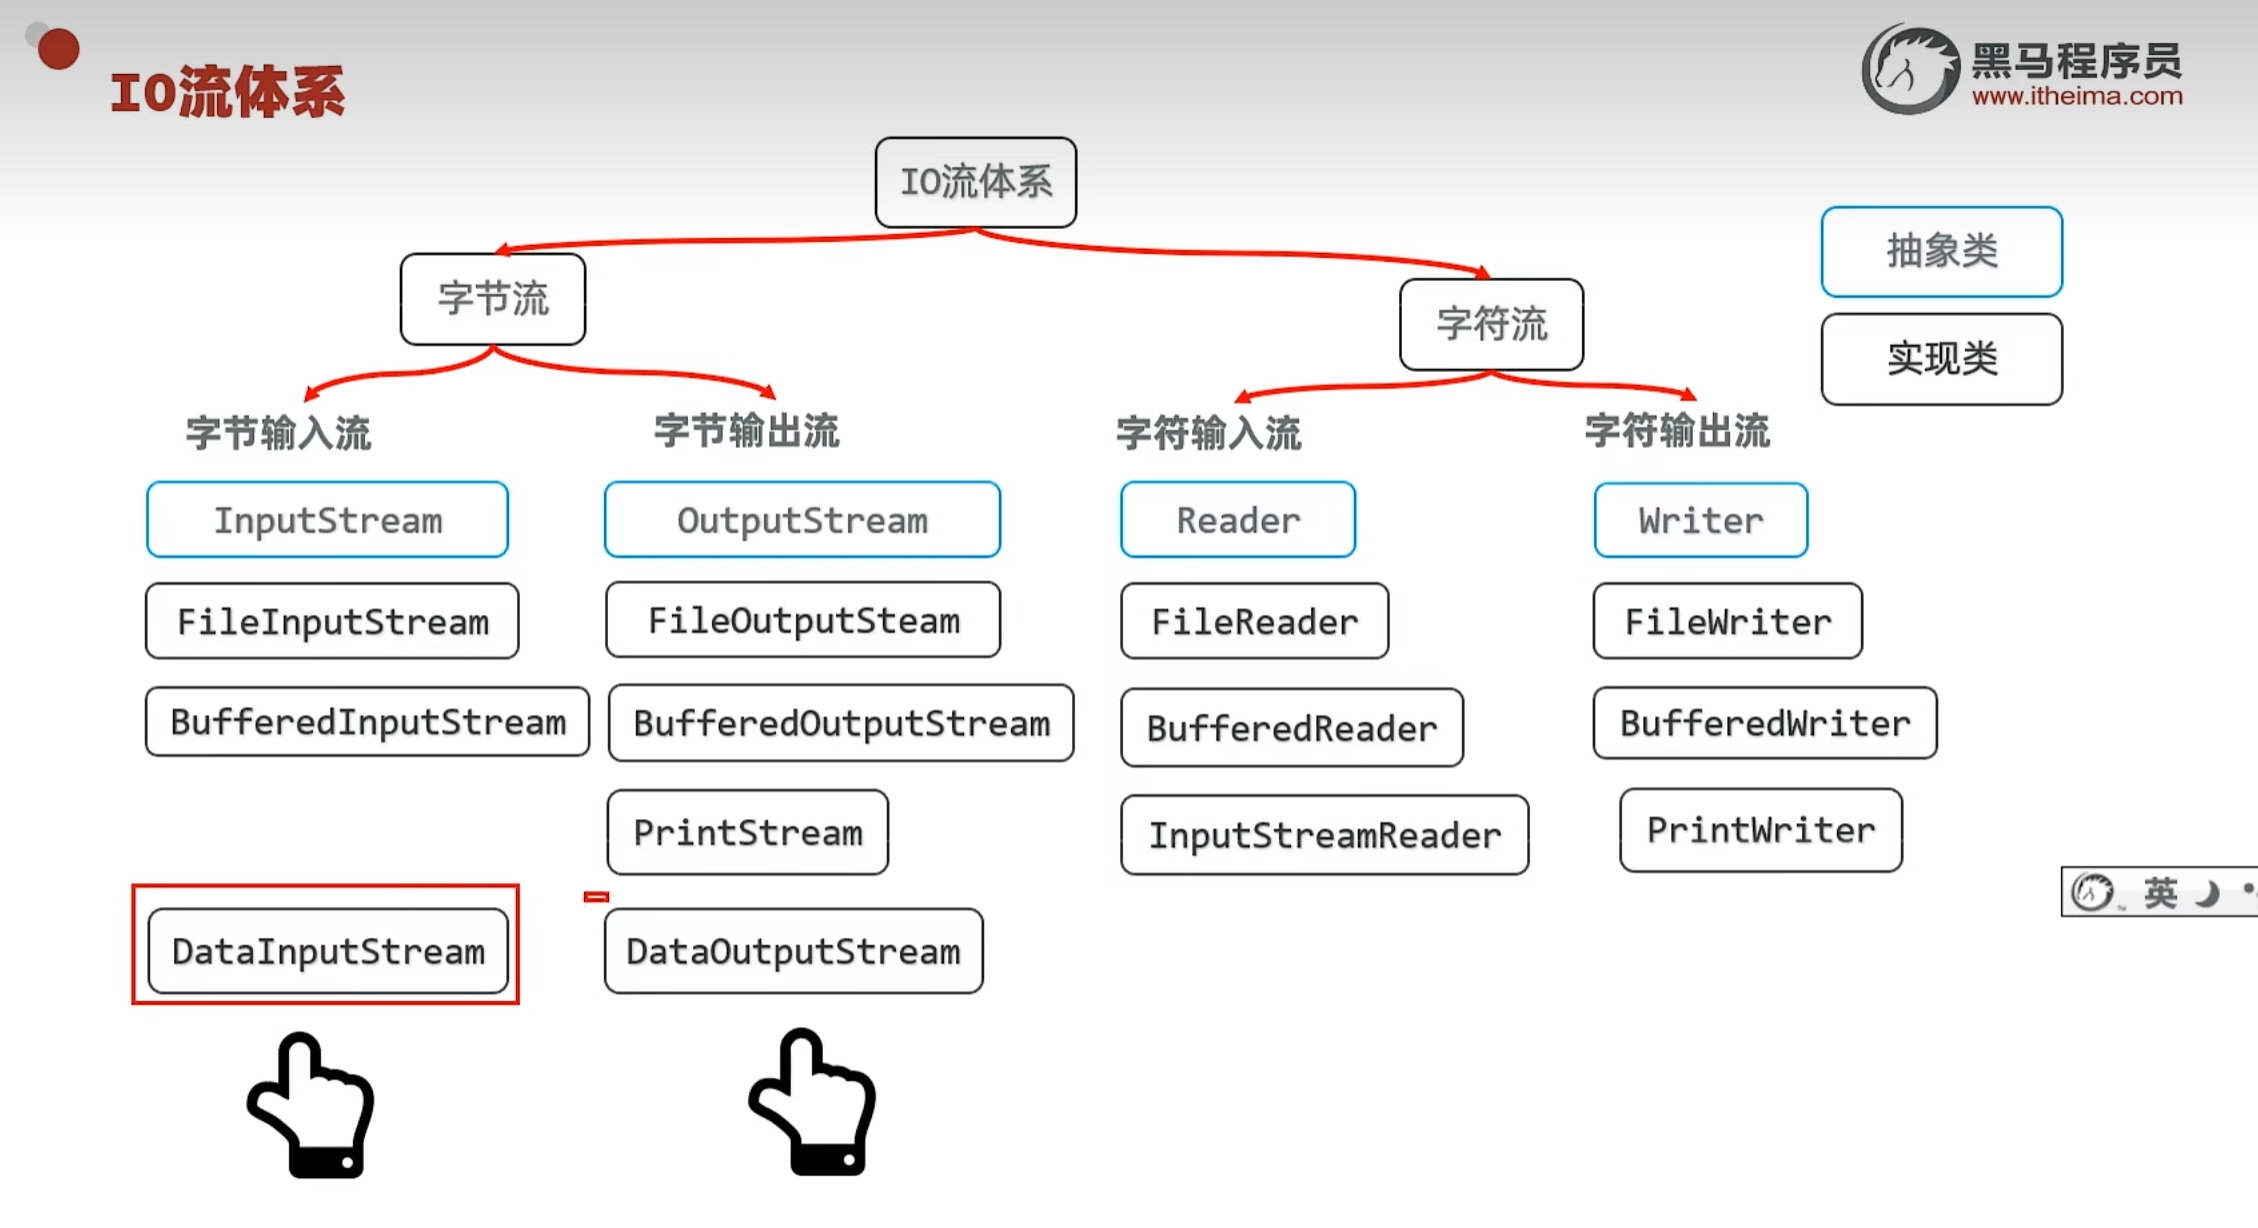 IO流体系
黑马程序员
www.itheima.com
IO流体系
抽象类
字节流
字符流
实现类
字节输入流
字节输出流
字符输入流
字符输出流
InputStream
OutputStream
Reader
Writer
FileInputStream
FileOutputSteam
FileReader
FileWriter
BufferedInputStream
BufferedOutputStream
BufferedReader
BufferedWriter
PrintStream
InputStreamReader
PrintWriter
英
DataInputStream
DataOutputStream